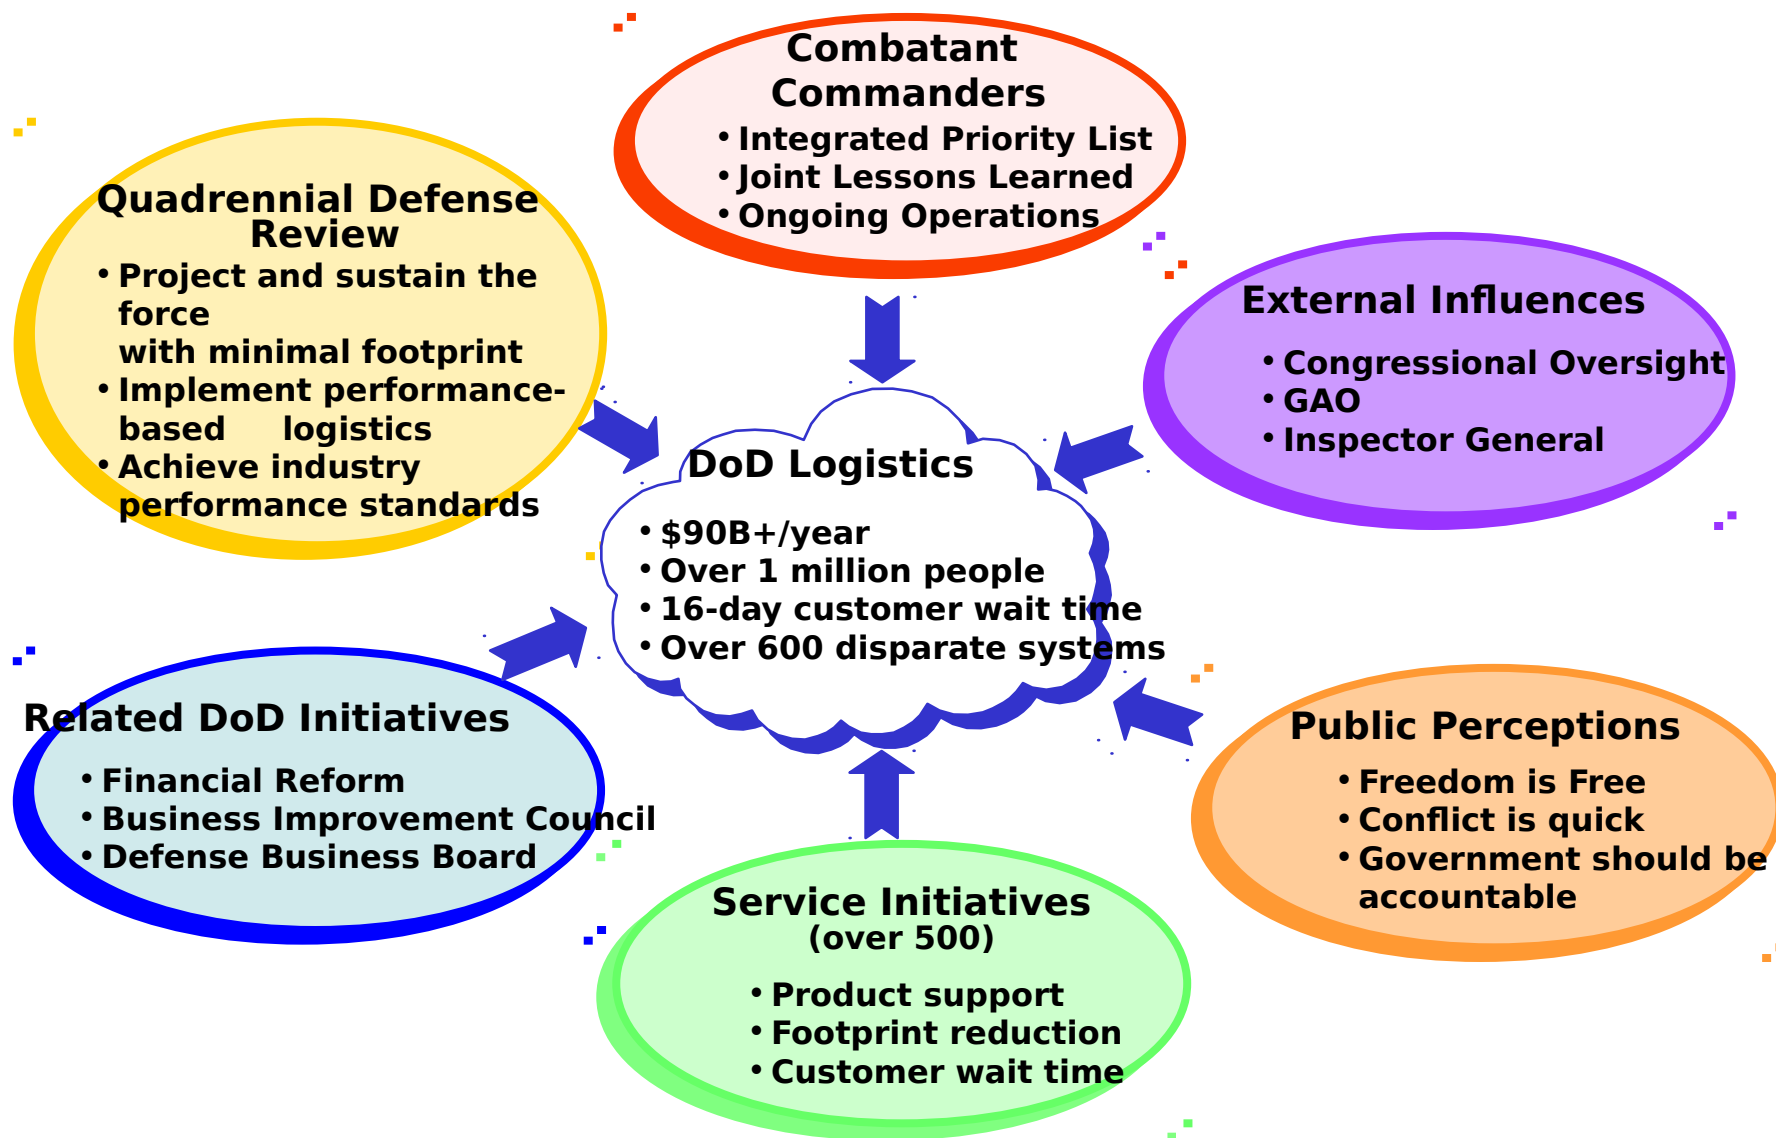 Combatant
Commanders
• Integrated Priority List
• Joint Lessons Learned
• Ongoing Operations
Quadrennial Defense
Review
• Project and sustain the
force
with minimal footprint
• Implement performance-
based logistics
• Achieve industry
performance standards
External Influences
• Congressional Oversight
• GAO
• Inspector General
DoD Logistics
• $90B+/year
• Over 1 million people
• 16-day customer wait time
• Over 600 disparate systems
Related DoD Initiatives
• Financial Reform
• Business Improvement Council
• Defense Business Board
Public Perceptions
• Freedom is Free
• Conflict is quick
• Government should be
accountable
Service Initiatives
(over 500)
• Product support
• Footprint reduction
• Customer wait time